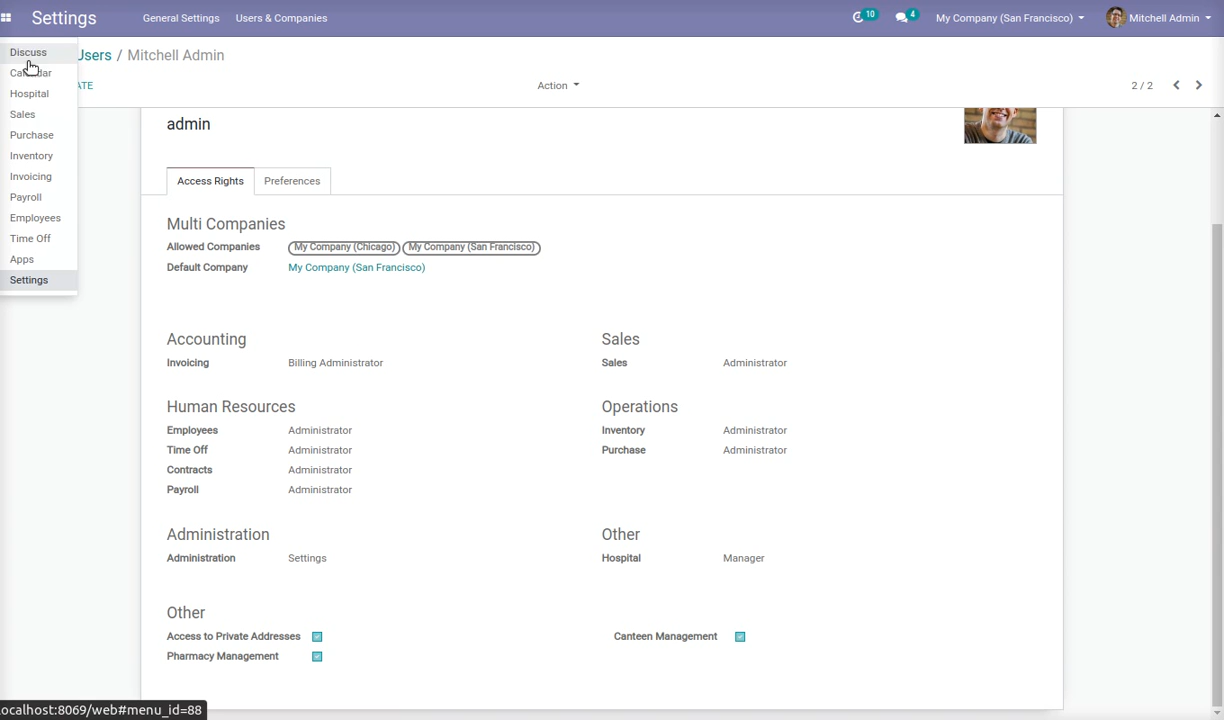 Settings General Settings Users & Companies 10 4 My Company (San Francisco) Mitchell Admin
Discuss
Hospital
Sales
Purchase
Inventory
Invoicing
Payroll
Employees
Time Off
Apps
Settings
/ Mitchell Admin
Action 2 / 2
admin
Access Rights Preferences
Multi Companies
Allowed Companies My Company (Chicago) My Company (San Francisco)
Default Company My Company (San Francisco)
Accounting
Invoicing Billing Administrator
Sales
Sales Administrator
Human Resources
Employees Administrator
Time Off Administrator
Contracts Administrator
Payroll Administrator
Operations
Inventory Administrator
Purchase Administrator
Administration
Administration Settings
Other
Hospital Manager
Other
Access to Private Addresses
Canteen Management
Pharmacy Management
ocalhost:8069/web#menu_id=88